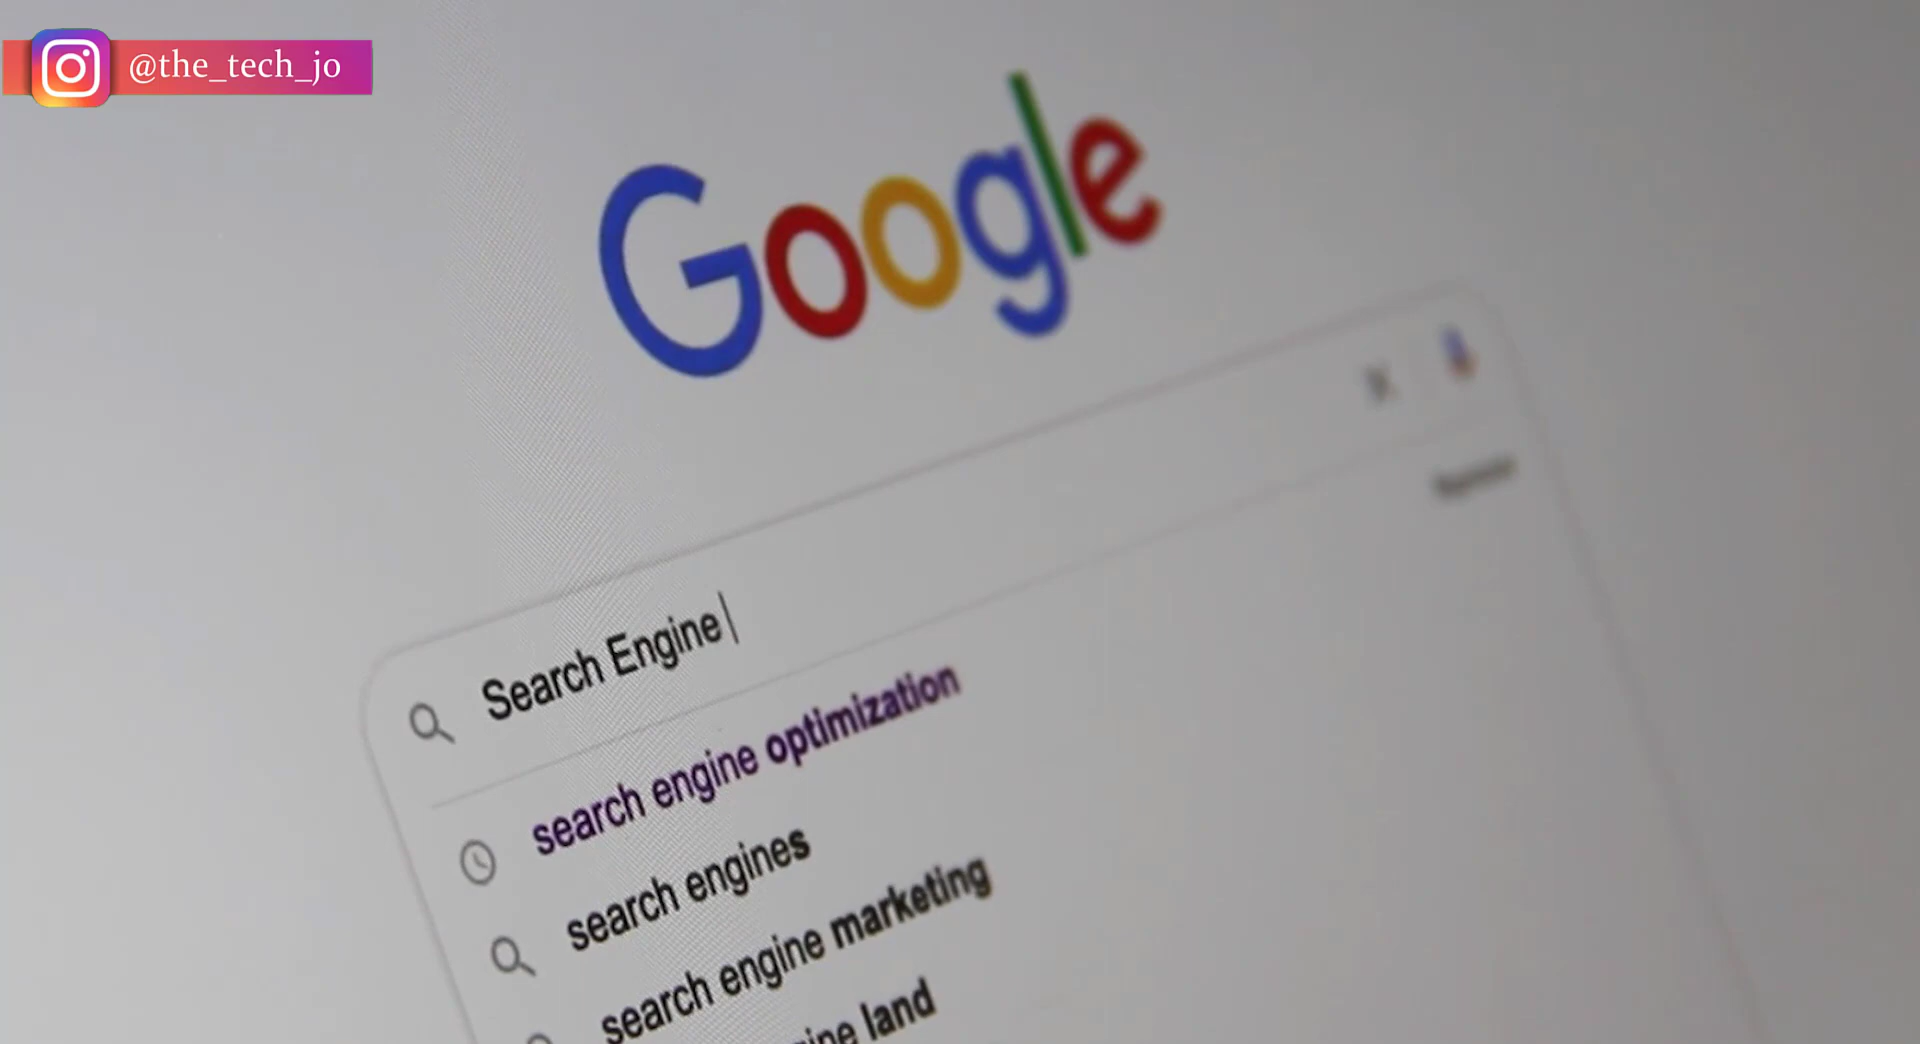 @the_tech_jo
Google
Search Engine
search engine optimization
search engines
search engine marketing
land